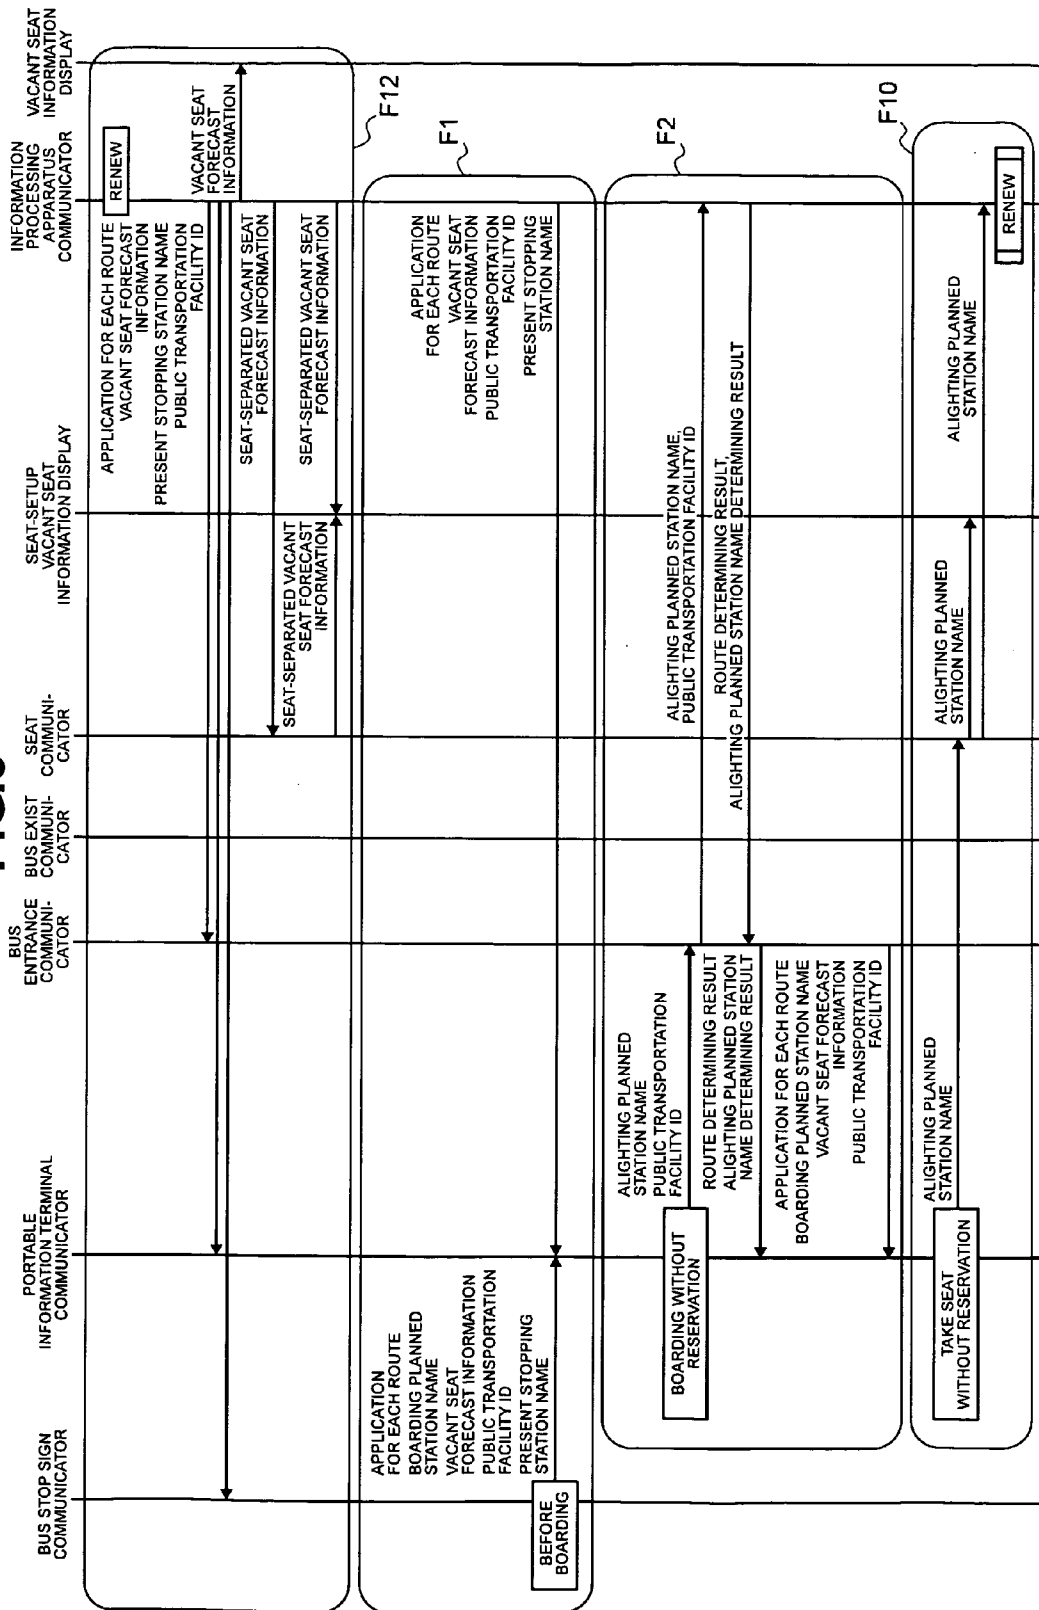 BUS STOP SIGN
COMMUNICATOR
PORTABLE
INFORMATION TERMINAL
COMMUNICATOR
BUS
ENTRANCE
COMMUNI-
CATOR
BUS EXIST
COMMUNI-
CATOR
SEAT
COMMUNI-
CATOR
SEAT-SETUP
VACANT SEAT
INFORMATION DISPLAY
INFORMATION
PROCESSING
APPARATUS
COMMUNICATOR
VACANT SEAT
INFORMATION
DISPLAY
RENEW
APPLICATION FOR EACH ROUTE
VACANT SEAT FORECAST
INFORMATION
PRESENT STOPPING STATION NAME
PUBLIC TRANSPORTATION
FACILITY ID
VACANT SEAT
FORECAST
INFORMATION
SEAT-SEPARATED VACANT SEAT
FORECAST INFORMATION
SEAT-SEPARATED VACANT
SEAT FORECAST
INFORMATION
SEAT-SEPARATED VACANT SEAT
FORECAST INFORMATION
F12
APPLICATION
FOR EACH ROUTE
BOARDING PLANNED
STATION NAME
VACANT SEAT
FORECAST INFORMATION
PUBLIC TRANSPORTATION
FACILITY ID
PRESENT STOPPING
STATION NAME
BEFORE
BOARDING
APPLICATION
FOR EACH ROUTE
VACANT SEAT
FORECAST INFORMATION
PUBLIC TRANSPORTATION
FACILITY ID
PRESENT STOPPING
STATION NAME
F1
ALIGHTING PLANNED
STATION NAME
PUBLIC TRANSPORTATION
FACILITY ID
BOARDING WITHOUT
RESERVATION
ALIGHTING PLANNED STATION NAME,
PUBLIC TRANSPORTATION FACILITY ID
ROUTE DETERMINING RESULT,
ALIGHTING PLANNED STATION NAME DETERMINING RESULT
ROUTE DETERMINING RESULT
ALIGHTING PLANNED STATION
NAME DETERMINING RESULT
APPLICATION FOR EACH ROUTE
BOARDING PLANNED STATION NAME
VACANT SEAT FORECAST
INFORMATION
PUBLIC TRANSPORTATION
FACILITY ID
F2
TAKE SEAT
WITHOUT RESERVATION
ALIGHTING PLANNED
STATION NAME
ALIGHTING PLANNED
STATION NAME
ALIGHTING PLANNED
STATION NAME
RENEW
F10